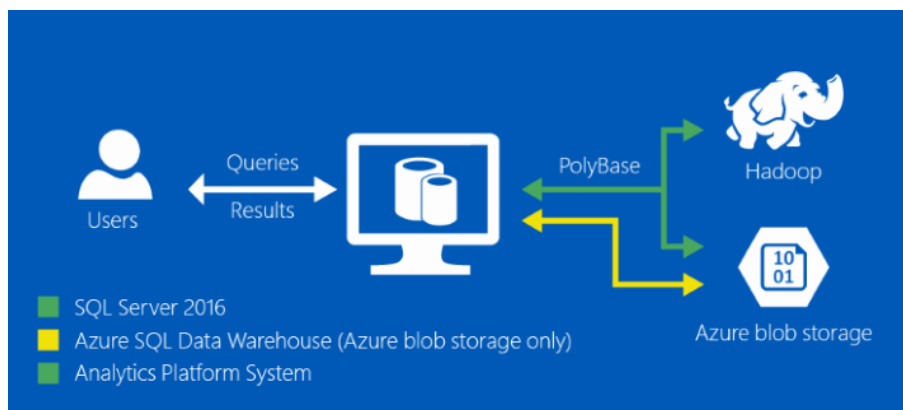 Queries
Results
Users
PolyBase
Hadoop
10
01
Azure blob storage
SQL Server 2016
Azure SQL Data Warehouse (Azure blob storage only)
Analytics Platform System